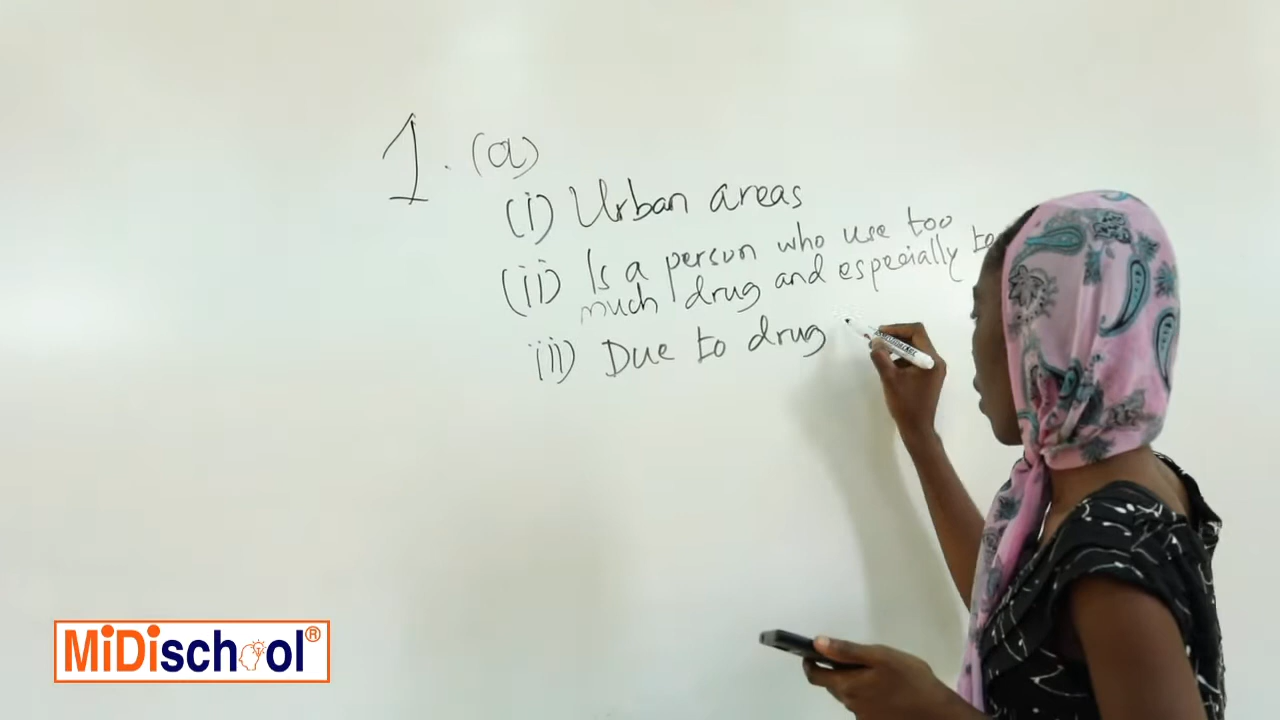 1. (a)
(i) Urban areas
(ii) Is a person who use too
much drug and especially
iii) Due to drug
MiDischool®